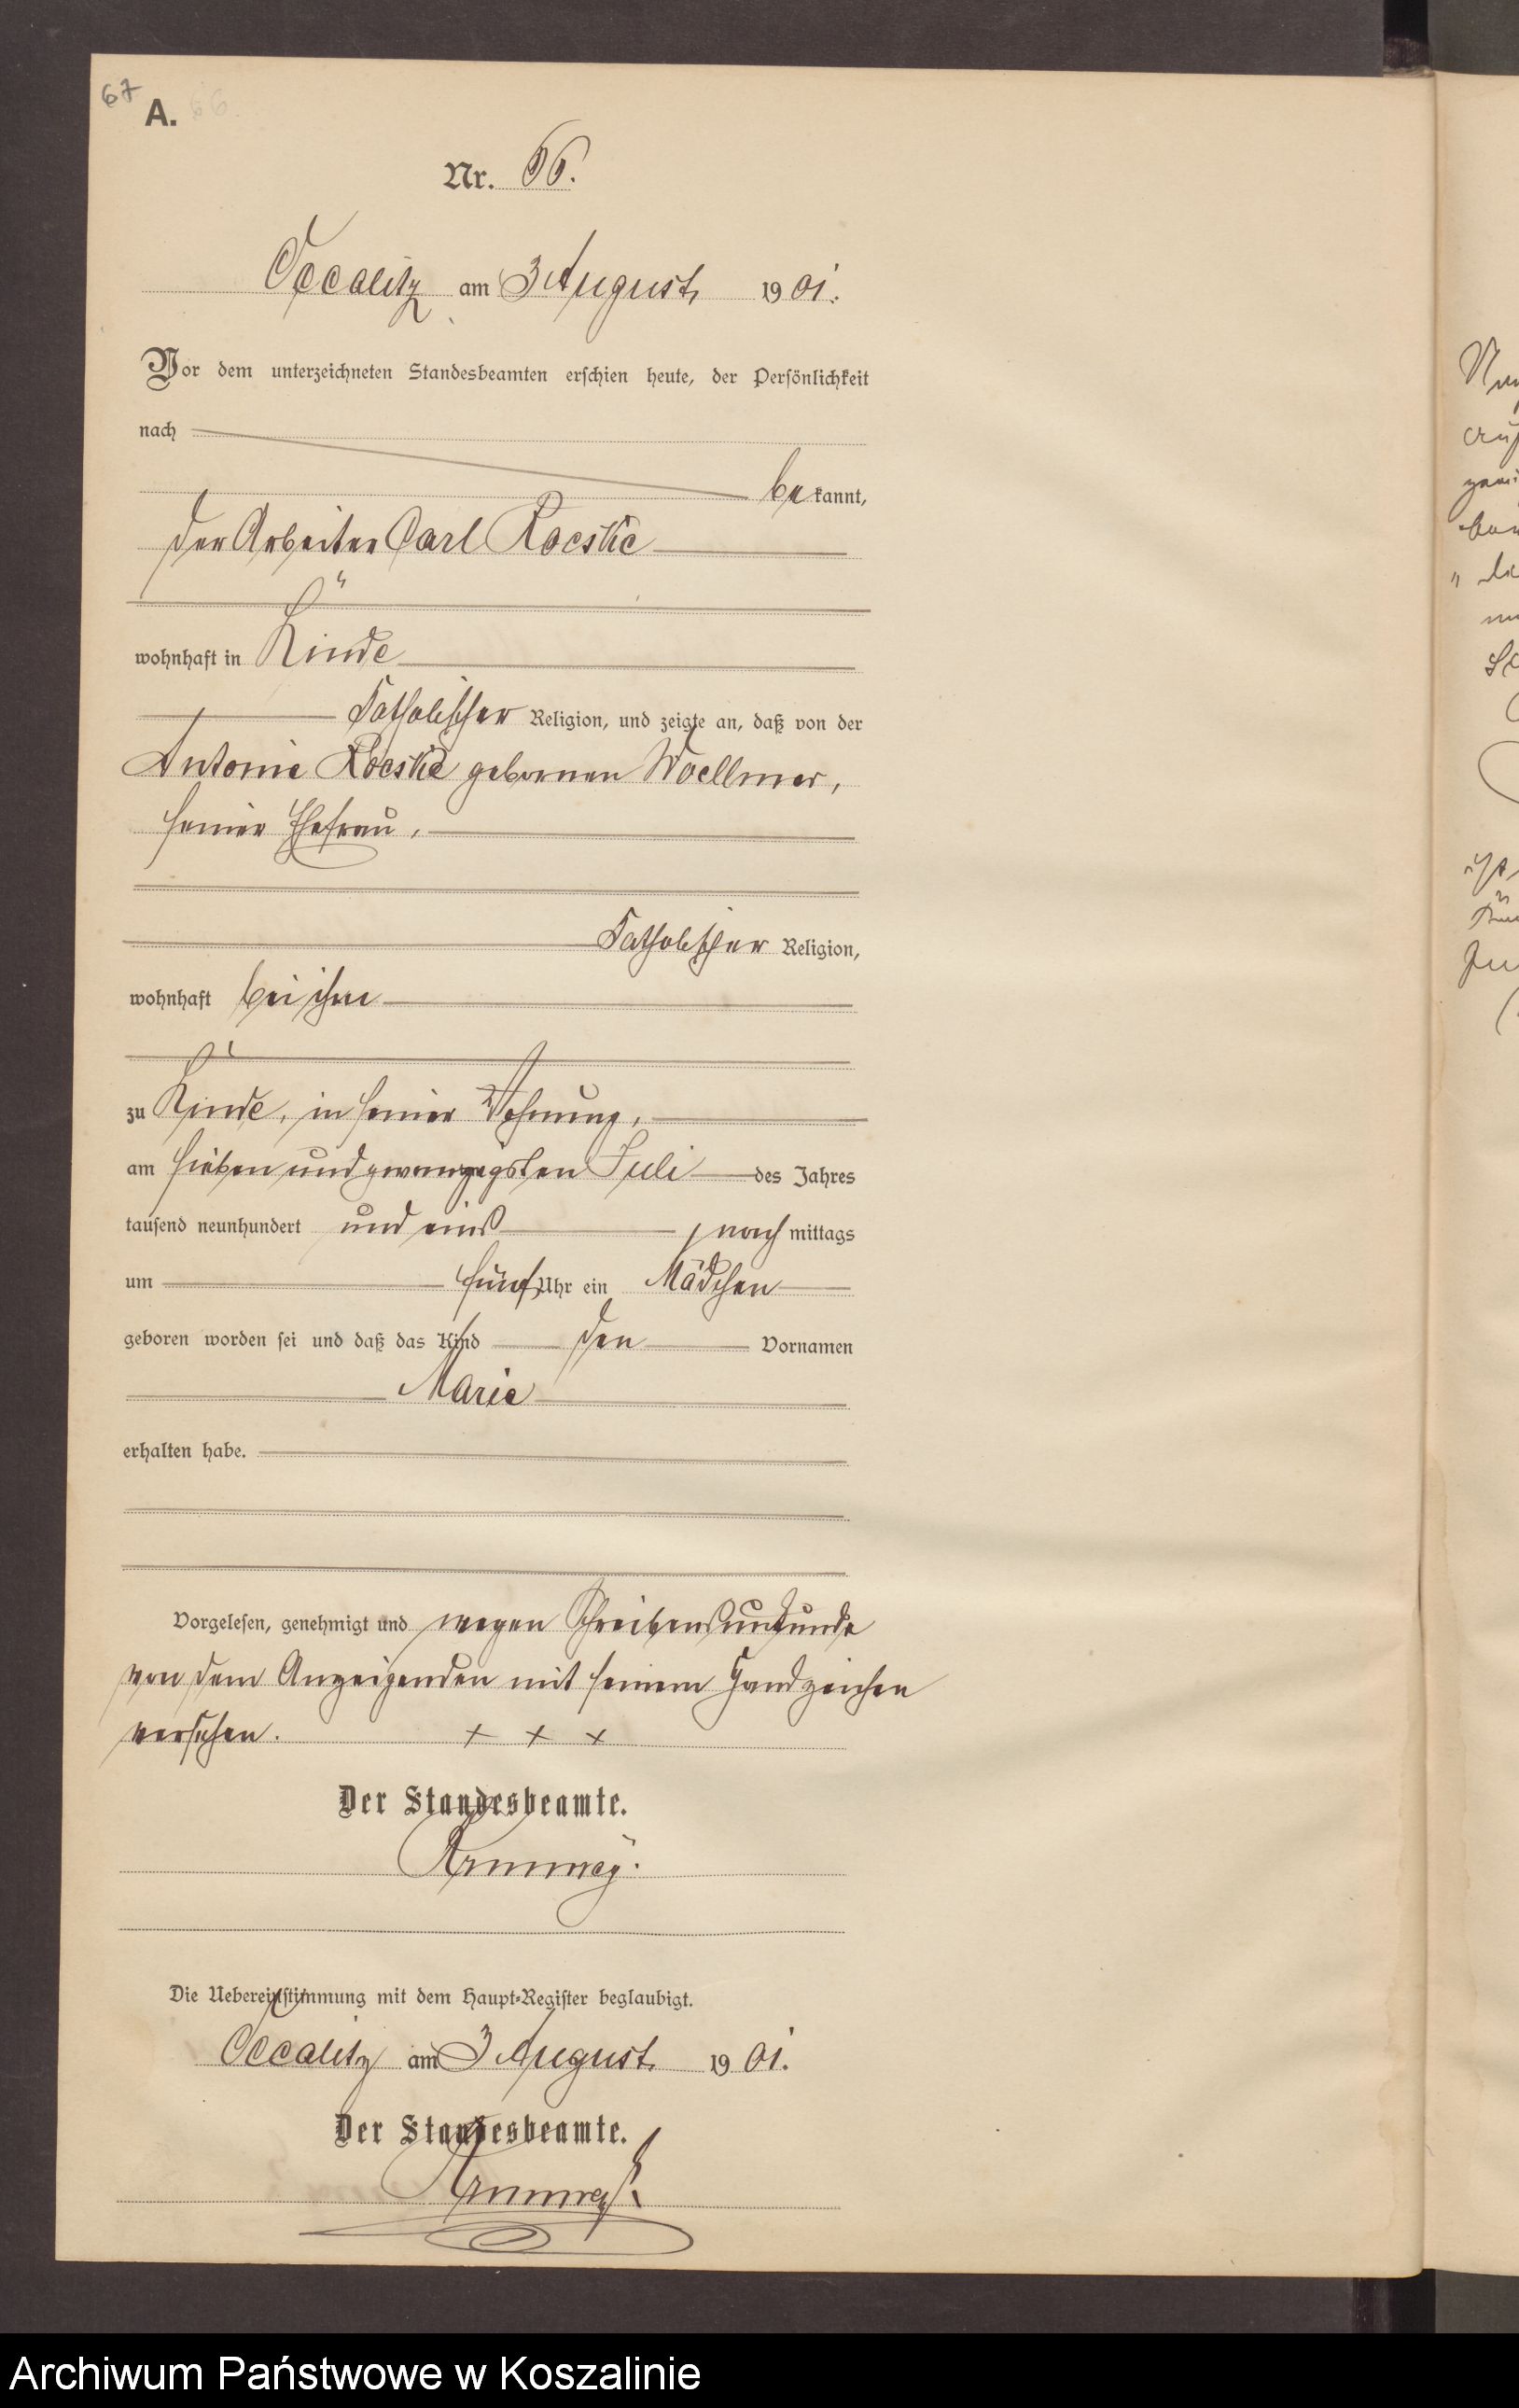 67 A. 66
Nr. 66.
Occalitz am 3 August 1901.
Vor dem unterzeichneten Standesbeamten erschien heute, der Persönlichkeit
nach
bekannt,
der Arbeiter Carl Roeske
wohnhaft in
katholischer Religion, und zeigte an, daß von der
Antonie Roeske gebornen Woellmer,
seiner Ehefrau,
katholischer Religion,
wohnhaft bei ihm
zu in seiner Wohnung,
am sieben und zwanzigsten Juli des Jahres
tausend neunhundert und eins nachmittags
um fünf Uhr ein Mädchen
geboren worden sei und daß das Kind den Vornamen
Marie
erhalten habe.
Vorgelesen, genehmigt und wegen Schreibensunkunde
von dem Anzeigenden mit seinem Handzeichen
versehen. + + +
Der Standesbeamte.
Die Uebereinstimmung mit dem Haupt-Register beglaubigt.
Occalitz am 3 August 1901.
Der Standesbeamte.
Archiwum Państwowe w Koszalinie